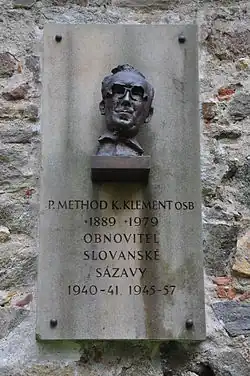 P. METHOD K. KLEMENT OSB
*1889 +1979
OBNOVITEL
SLOVANSKÉ
SÁZAVY
1940-41 1945-57